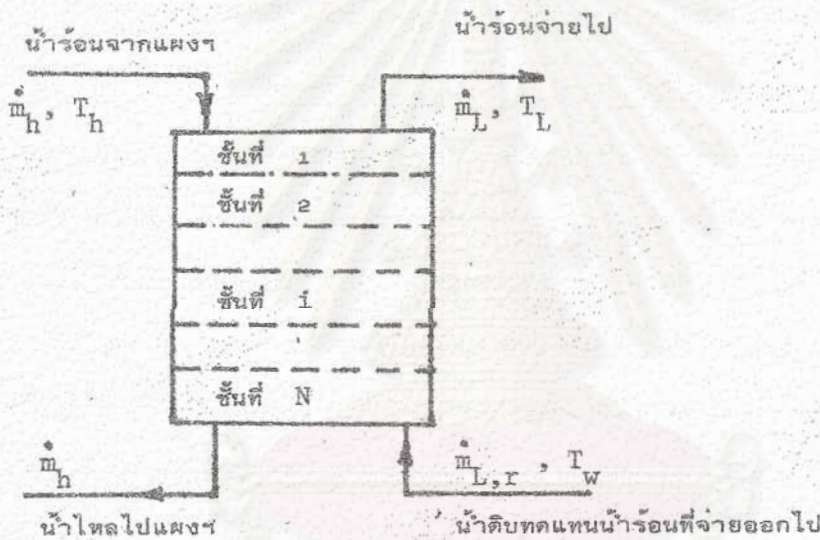 น้ำร้อนจากแผงฯ
น้ำร้อนจ่ายไป
ṁh, Th
ṁL, TL
ชั้นที่ 1
ชั้นที่ 2
ชั้นที่ i
ชั้นที่ N
ṁh
ṁL,r , Tw
น้ำไหลไปแผงฯ
น้ำดิบทดแทนน้ำร้อนที่จ่ายออกไป